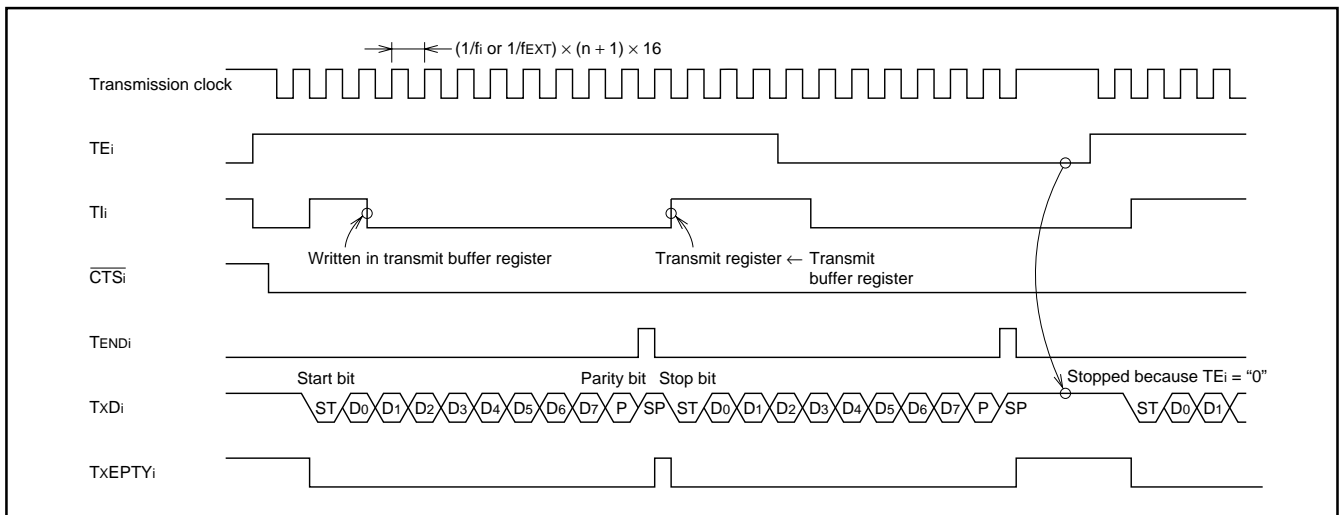 (1/fi or 1/fEXT) × (n + 1) × 16
Transmission clock
TEi
TIi
Written in transmit buffer register
Transmit register ← Transmit
buffer register
CTSi
TENDi
Start bit
Parity bit
Stop bit
Stopped because TEi = “0”
TxDi
ST D0 D1 D2 D3 D4 D5 D6 D7 P SP ST D0 D1 D2 D3 D4 D5 D6 D7 P SP ST D0 D1
TxEPTYi